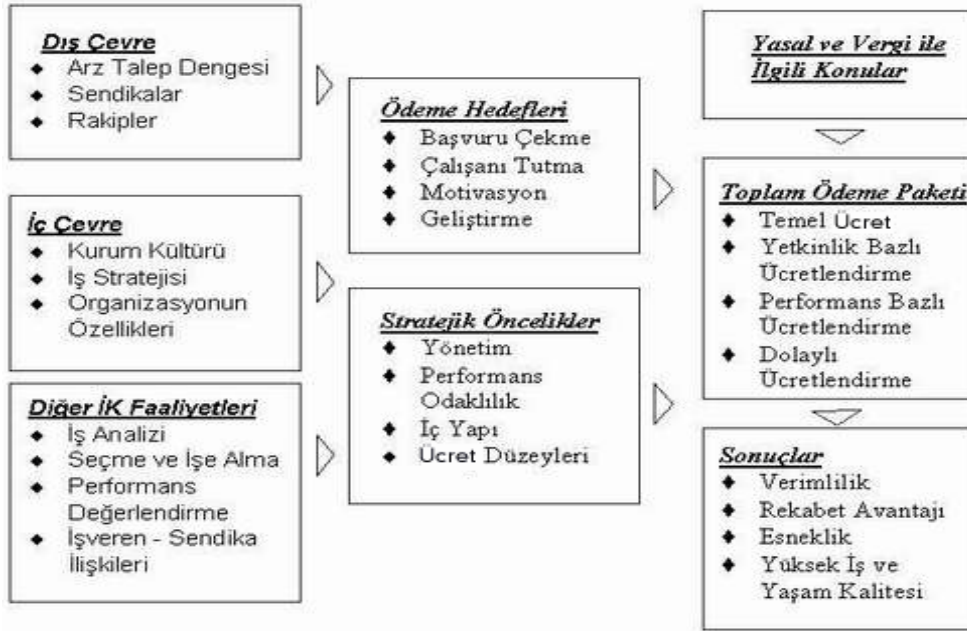 Dış Çevre
◆ Arz Talep Dengesi
◆ Sendikalar
◆ Rakipler
İç Çevre
◆ Kurum Kültürü
◆ İş Stratejisi
◆ Organizasyonun
Özellikleri
Diğer İK Faaliyetleri
◆ İş Analizi
◆ Seçme ve İşe Alma
◆ Performans
Değerlendirme
◆ İşveren - Sendika
İlişkileri
Ödeme Hedefleri
◆ Başvuru Çekme
◆ Çalışanı Tutma
◆ Motivasyon
◆ Geliştirme
Stratejik Öncelikler
◆ Yönetim
◆ Performans
Odaklılık
◆ İç Yapı
◆ Ücret Düzeyleri
Yasal ve Vergi ile
İlgili Konular
Toplam Ödeme Paketi
◆ Temel Ücret
◆ Yetkinlik Bazlı
Ücretlendirme
◆ Performans Bazlı
Ücretlendirme
◆ Dolaylı
Ücretlendirme
Sonuçlar
◆ Verimlilik
◆ Rekabet Avantajı
◆ Esneklik
◆ Yüksek İş ve
Yaşam Kalitesi